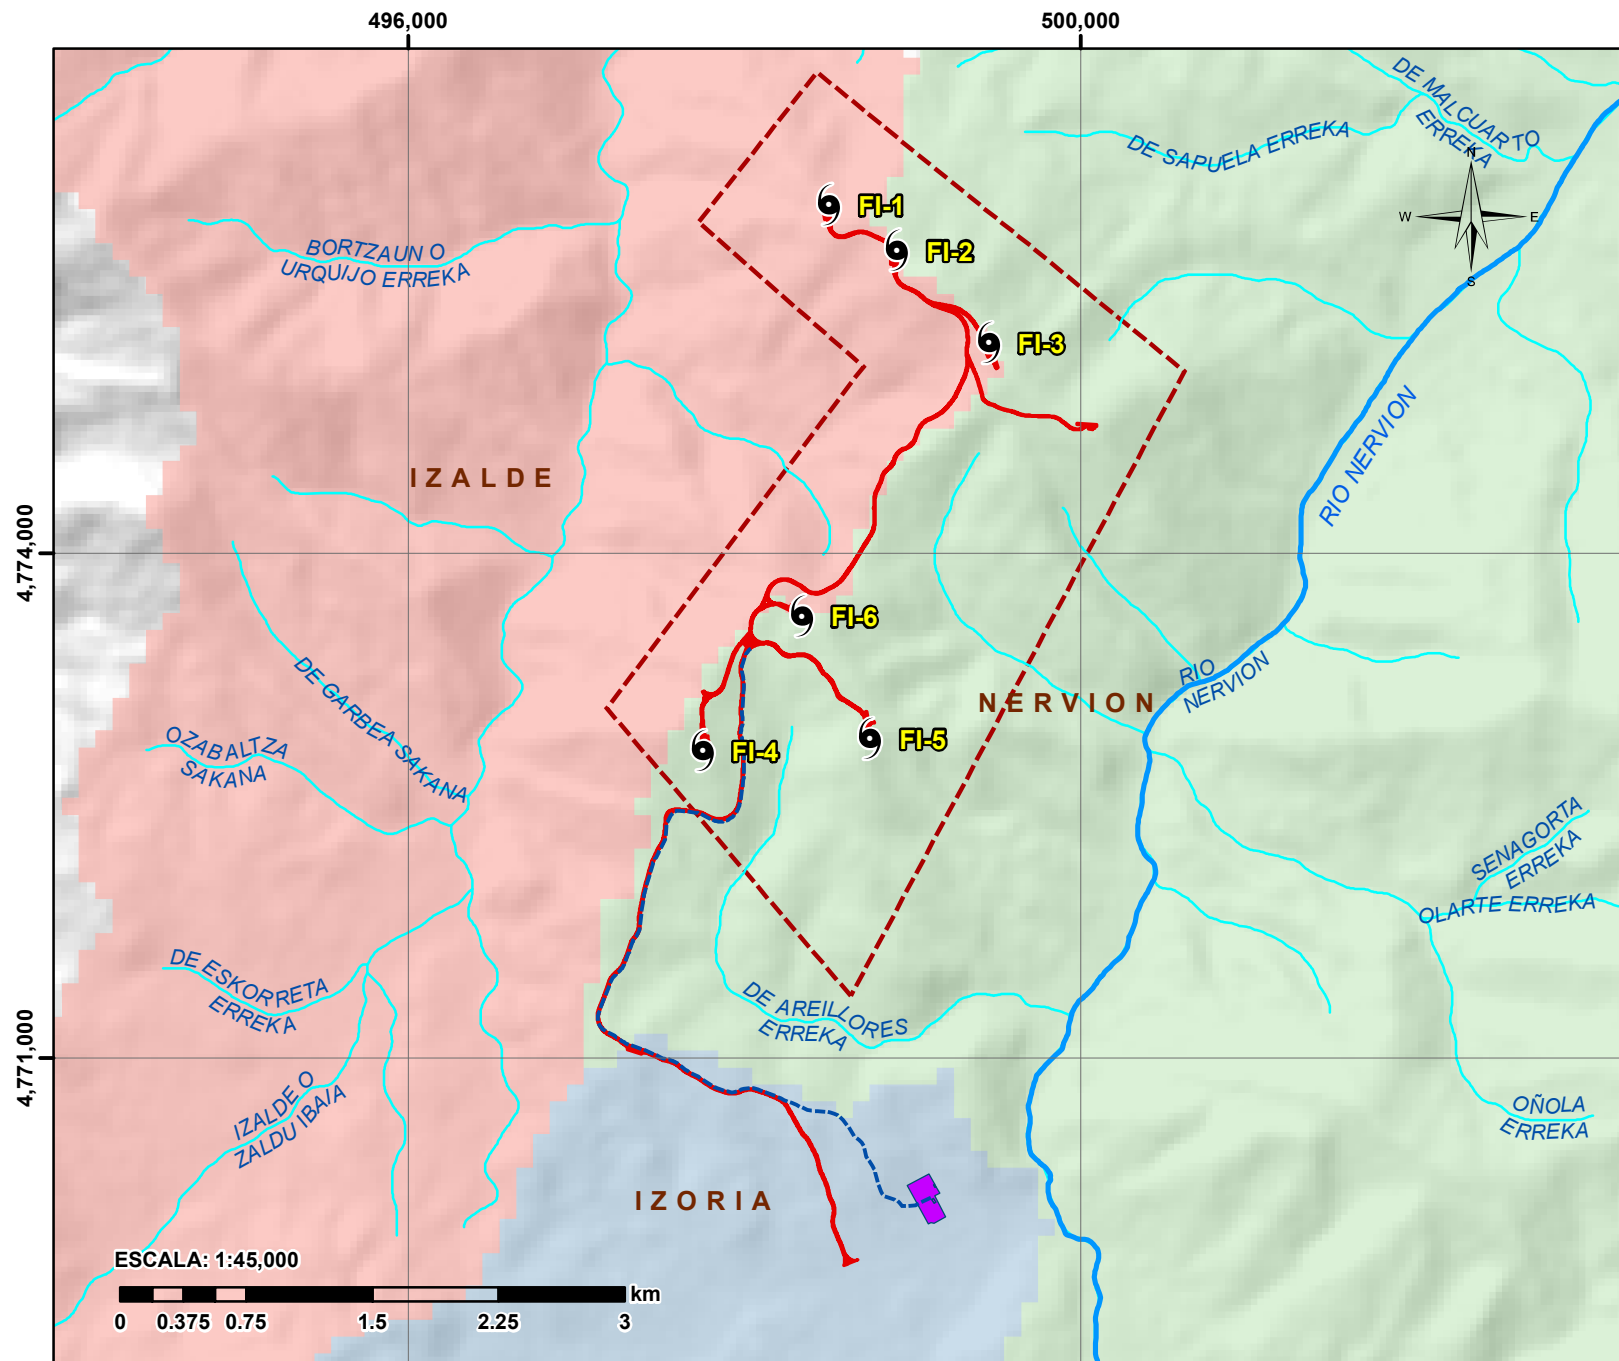 496,000
500,000
DE MALCUARTO
ERREKA
DE SAPUELA ERREKA
N
W
E
S
FI-1
FI-2
BORTZAUN O
URQUIJO ERREKA
FI-3
RIO NERVION
IZALDE
4,774,000
FI-6
DE GARBEA SAKANA
RIO
NERVION
NERVION
OZABALTZA
SAKANA
FI-4
FI-5
SENAGORTA
ERREKA
OLARTE ERREKA
DE ESKORRETA
ERREKA
DE AREILLORES
ERREKA
4,771,000
IZALDE O
ZALDU IBAIA
OÑOLA
ERREKA
IZORIA
ESCALA: 1:45,000
km
0
0.375
0.75
1.5
2.25
3